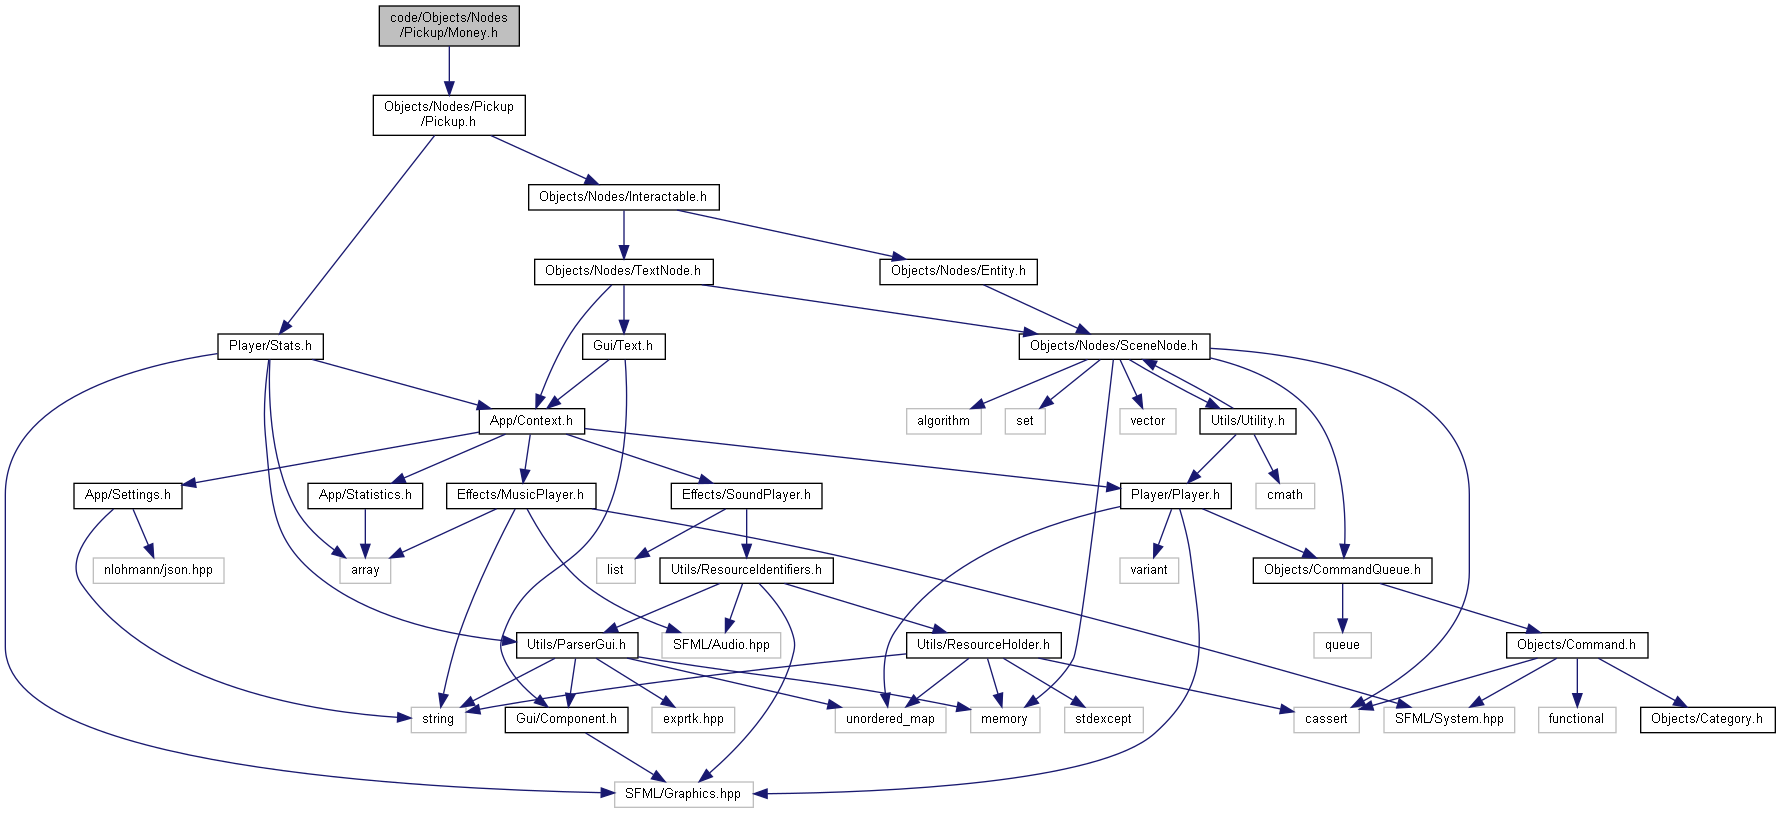 code/Objects/Nodes
/Pickup/Money.h
Objects/Nodes/Pickup
/Pickup.h
Objects/Nodes/Interactable.h
Objects/Nodes/TextNode.h
Objects/Nodes/Entity.h
Player/Stats.h
Gui/Text.h
Objects/Nodes/SceneNode.h
App/Context.h
algorithm
set
vector
Utils/Utility.h
App/Settings.h
App/Statistics.h
Effects/MusicPlayer.h
Effects/SoundPlayer.h
Player/Player.h
cmath
nlohmann/json.hpp
array
list
Utils/ResourceIdentifiers.h
variant
Objects/CommandQueue.h
Utils/ParserGui.h
SFML/Audio.hpp
Utils/ResourceHolder.h
queue
Objects/Command.h
string
Gui/Component.h
exprtk.hpp
unordered_map
memory
stdexcept
cassert
SFML/System.hpp
functional
Objects/Category.h
SFML/Graphics.hpp